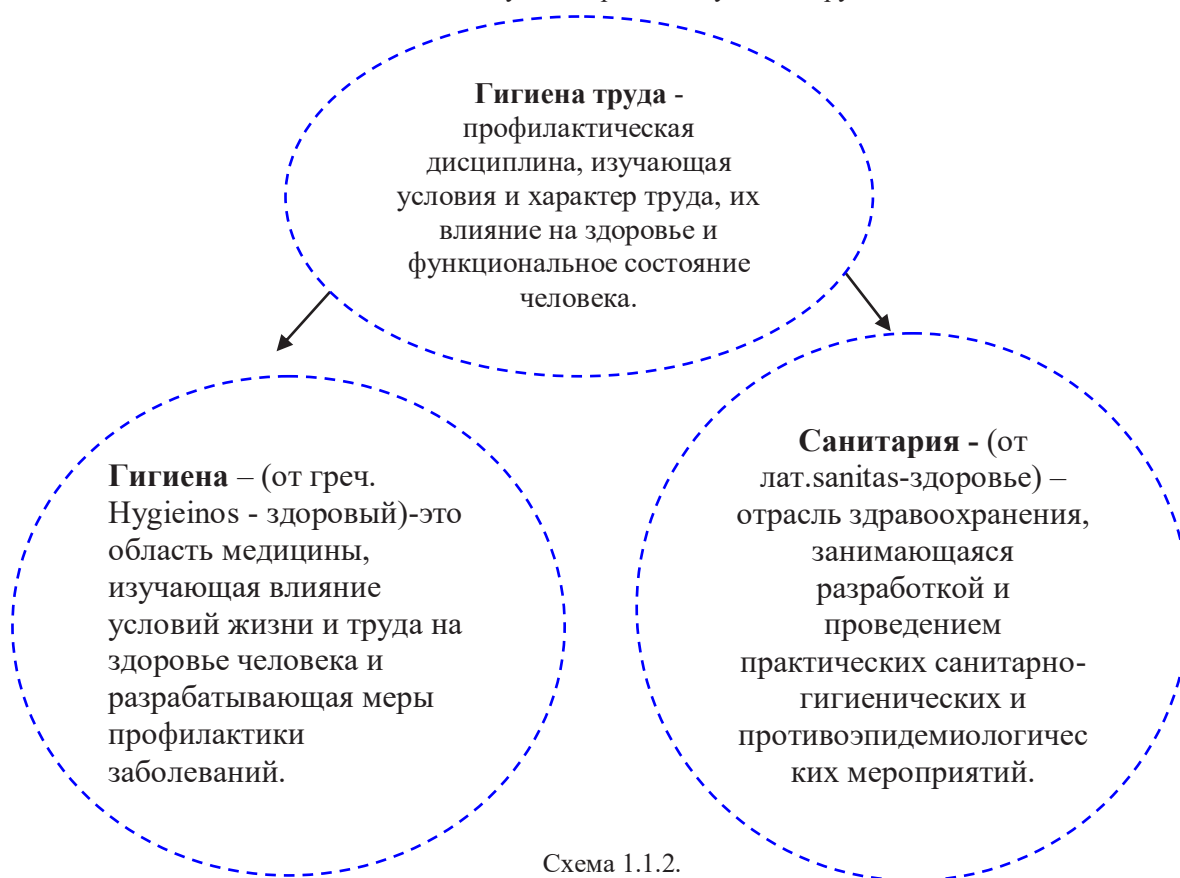 Гигиена труда -
профилактическая
дисциплина, изучающая
условия и характер труда, их
влияние на здоровье и
функциональное состояние
человека.
Гигиена – (от греч.
Hygieinos - здоровый)-это
область медицины,
изучающая влияние
условий жизни и труда на
здоровье человека и
разрабатывающая меры
профилактики
заболеваний.
Санитария - (от
лат.sanitas-здоровье) –
отрасль здравоохранения,
занимающаяся
разработкой и
проведением
практических санитарно-
гигиенических и
противоэпидемиологичес
ких мероприятий.
Схема 1.1.2.